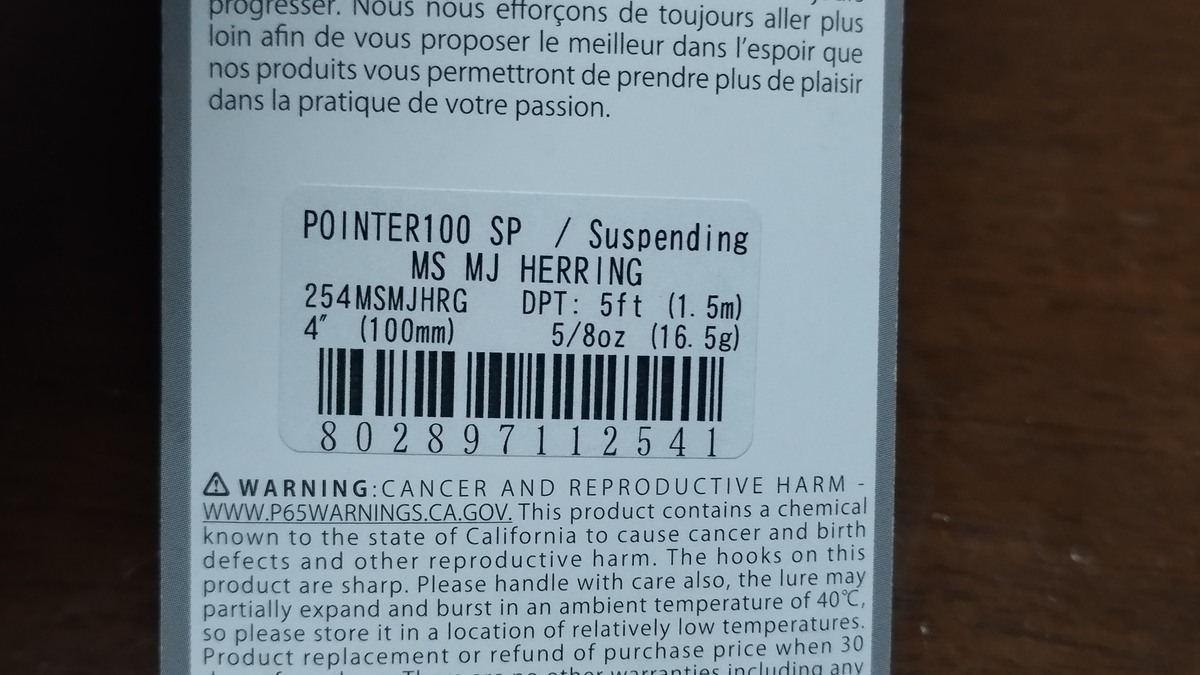 progresser. Nous nous efforçons de toujours aller plus
loin afin de vous proposer le meilleur dans l'espoir que
nos produits vous permettront de prendre plus de plaisir
dans la pratique de votre passion.
POINTER100 SP / Suspending
MS MJ HERRING
254MSMJHRG DPT: 5ft (1.5m)
4" (100mm) 5/8oz (16.5g)
802897112541
⚠ WARNING:CANCER AND REPRODUCTIVE HARM -
WWW.P65WARNINGS.CA.GOV. This product contains a chemical
known to the state of California to cause cancer and birth
defects and other reproductive harm. The hooks on this
product are sharp. Please handle with care also, the lure may
partially expand and burst in an ambient temperature of 40℃,
so please store it in a location of relatively low temperatures.
Product replacement or refund of purchase price when 30
no other warranties including any